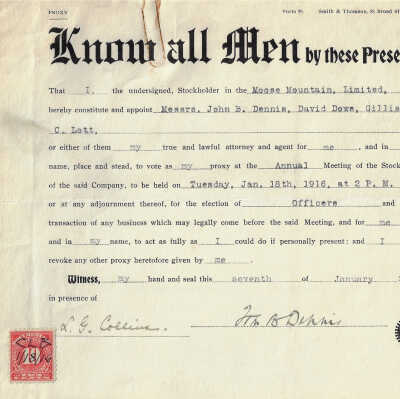 PROXY Form 9. Smith & Thomson, 81 Broad St
Know all Men by these Prese
That I the undersigned, Stockholder in the Moose Mountain, Limited,
hereby constitute and appoint Messrs. John B. Dennis, David Dows, Gillia
C. Lott,
or either of them my true and lawful attorney and agent for me , and in
name, place and stead, to vote as my proxy at the Annual Meeting of the Stock
of the said Company, to be held on Tuesday, Jan. 18th, 1916, at 2 P. M.
or at any adjournment thereof, for the election of Officers and
transaction of any business which may legally come before the said Meeting, and for me
and in my name, to act as fully as I could do if personally present; and I
revoke any other proxy heretofore given by me .
Witness, my hand and seal this seventh of January
in presence of
L. G. Collins. Wm B Dennis